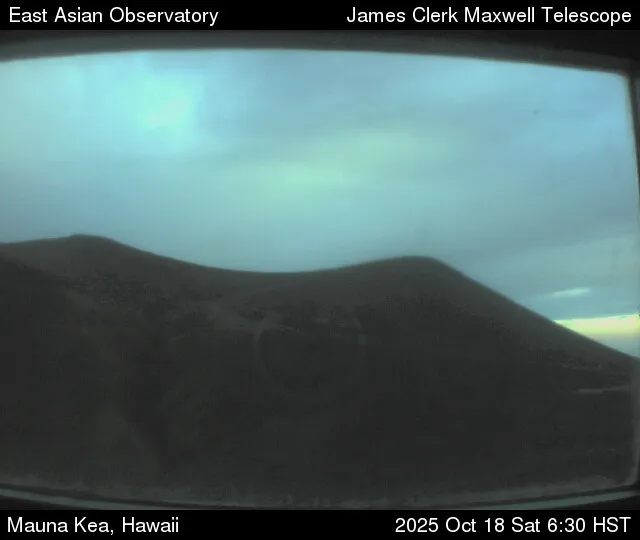 East Asian Observatory
James Clerk Maxwell Telescope
Mauna Kea, Hawaii
2025 Oct 18 Sat 6:30 HST